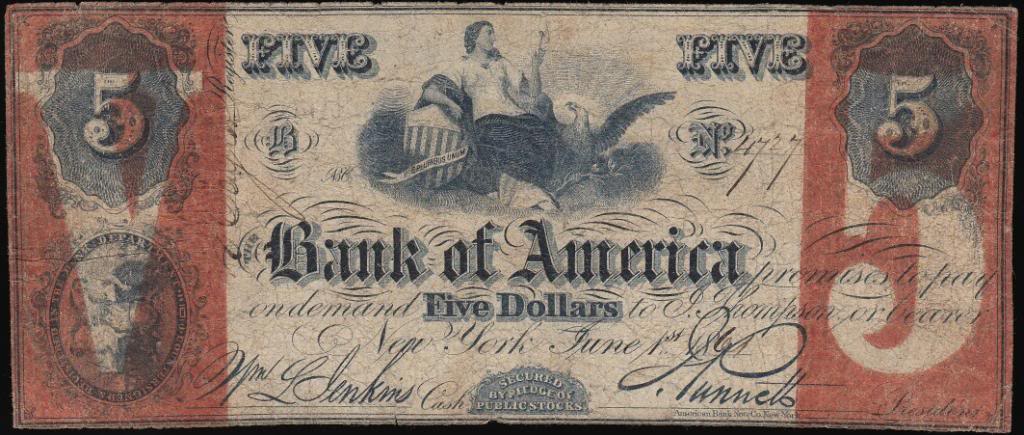 FIVE FIVE
5 5
B No. 4727
E PLURIBUS UNUM
THE Bank of America promises to pay
on demand Five Dollars to J. Thompson, or bearer
New York June 1st 1861
Wm L Jenkins Cash
SECURED
BY PLEDGE OF
PUBLIC STOCKS
President
American Bank Note Co. New York